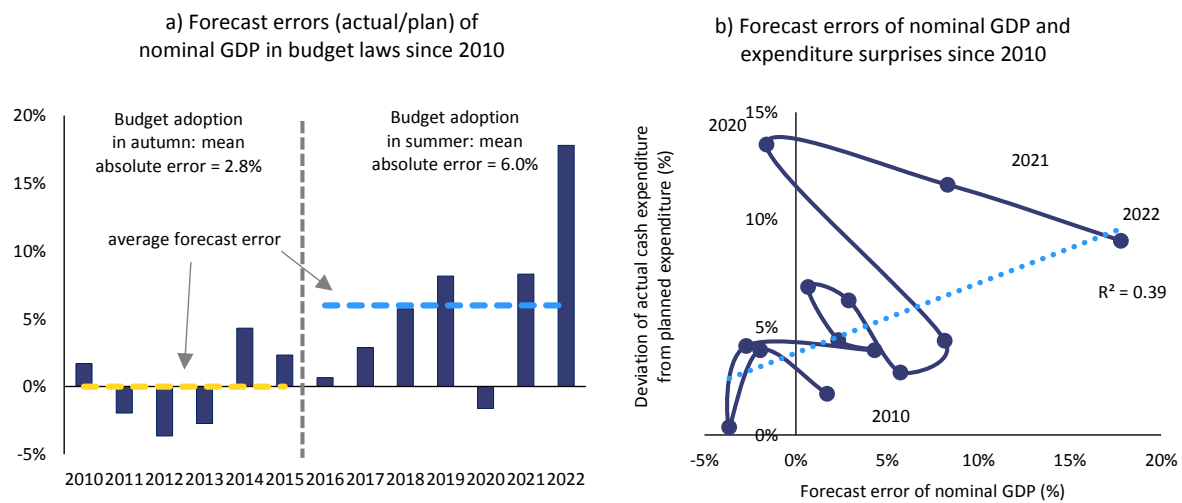 a) Forecast errors (actual/plan) of
nominal GDP in budget laws since 2010
20%
15%
10%
5%
0%
-5%
Budget adoption
in autumn: mean
absolute error = 2.8%
Budget adoption
in summer: mean
absolute error = 6.0%
average forecast error
2010 2011 2012 2013 2014 2015 2016 2017 2018 2019 2020 2021 2022
b) Forecast errors of nominal GDP and
expenditure surprises since 2010
Deviation of actual cash expenditure
from planned expenditure (%)
15%
10%
5%
0%
2020
2021
2022
R² = 0.39
2010
-5% 0% 5% 10% 15% 20%
Forecast error of nominal GDP (%)